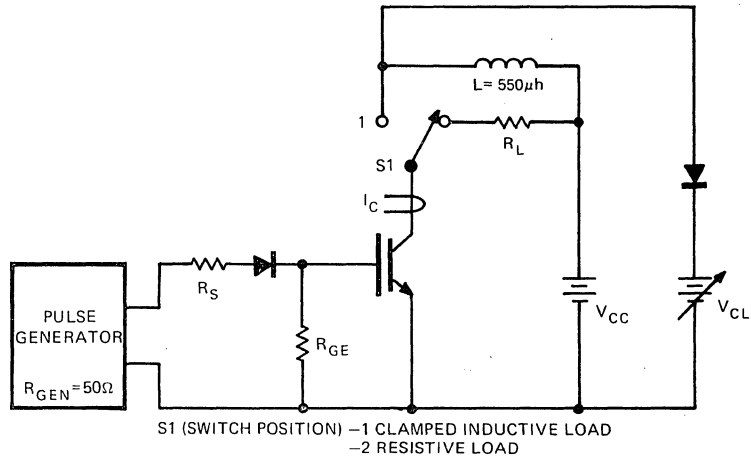 L= 550μh
1
R_L
S1
I_C
R_S
PULSE
GENERATOR
R_GEN=50Ω
R_GE
V_CC
V_CL
S1 (SWITCH POSITION) –1 CLAMPED INDUCTIVE LOAD
–2 RESISTIVE LOAD